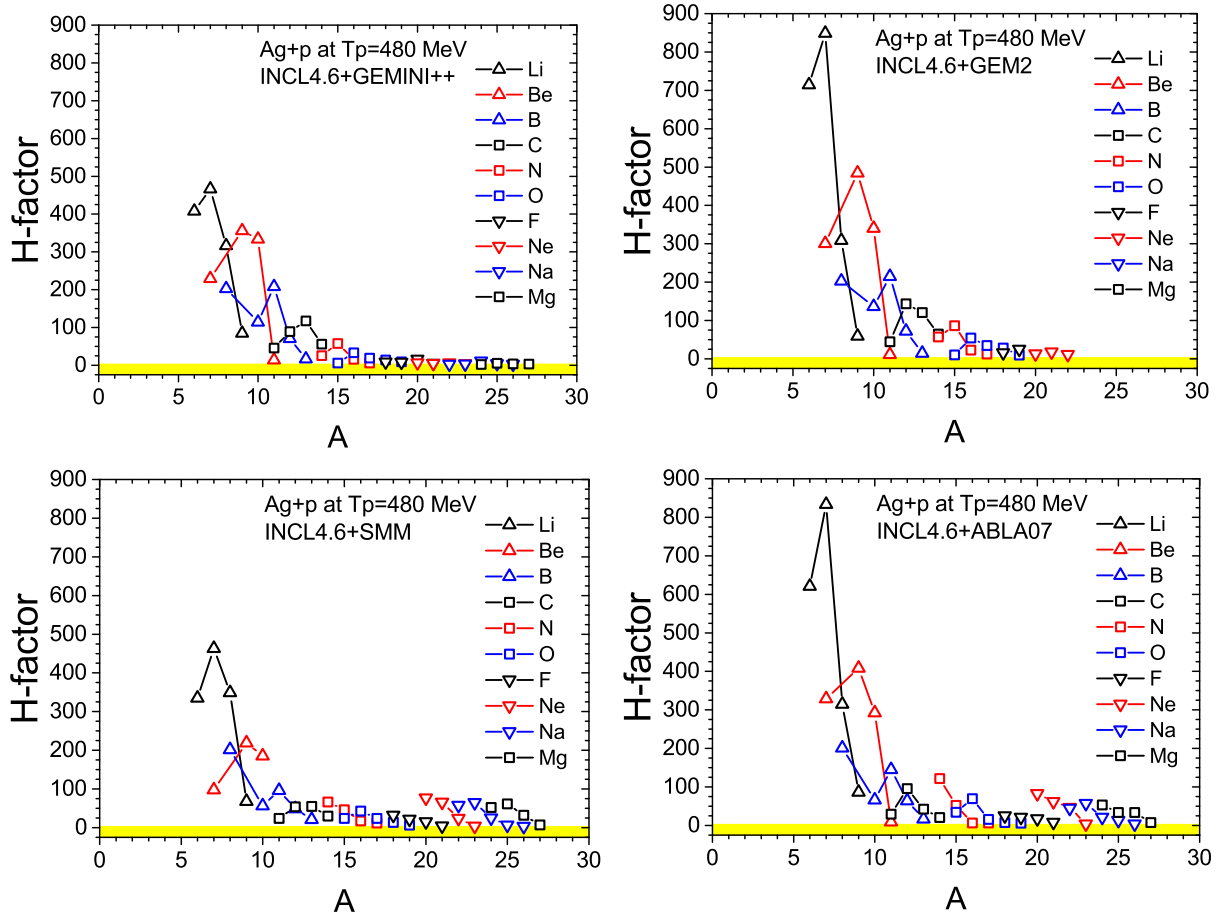 Ag+p at Tp=480 MeV
INCL4.6+GEMINI++
Li
Be
B
C
N
O
F
Ne
Na
Mg
H-factor
900
800
700
600
500
400
300
200
100
0
0 5 10 15 20 25 30
A
Ag+p at Tp=480 MeV
INCL4.6+GEM2
Li
Be
B
C
N
O
F
Ne
Na
Mg
H-factor
900
800
700
600
500
400
300
200
100
0
0 5 10 15 20 25 30
A
Ag+p at Tp=480 MeV
INCL4.6+SMM
Li
Be
B
C
N
O
F
Ne
Na
Mg
H-factor
900
800
700
600
500
400
300
200
100
0
0 5 10 15 20 25 30
A
Ag+p at Tp=480 MeV
INCL4.6+ABLA07
Li
Be
B
C
N
O
F
Ne
Na
Mg
H-factor
900
800
700
600
500
400
300
200
100
0
0 5 10 15 20 25 30
A